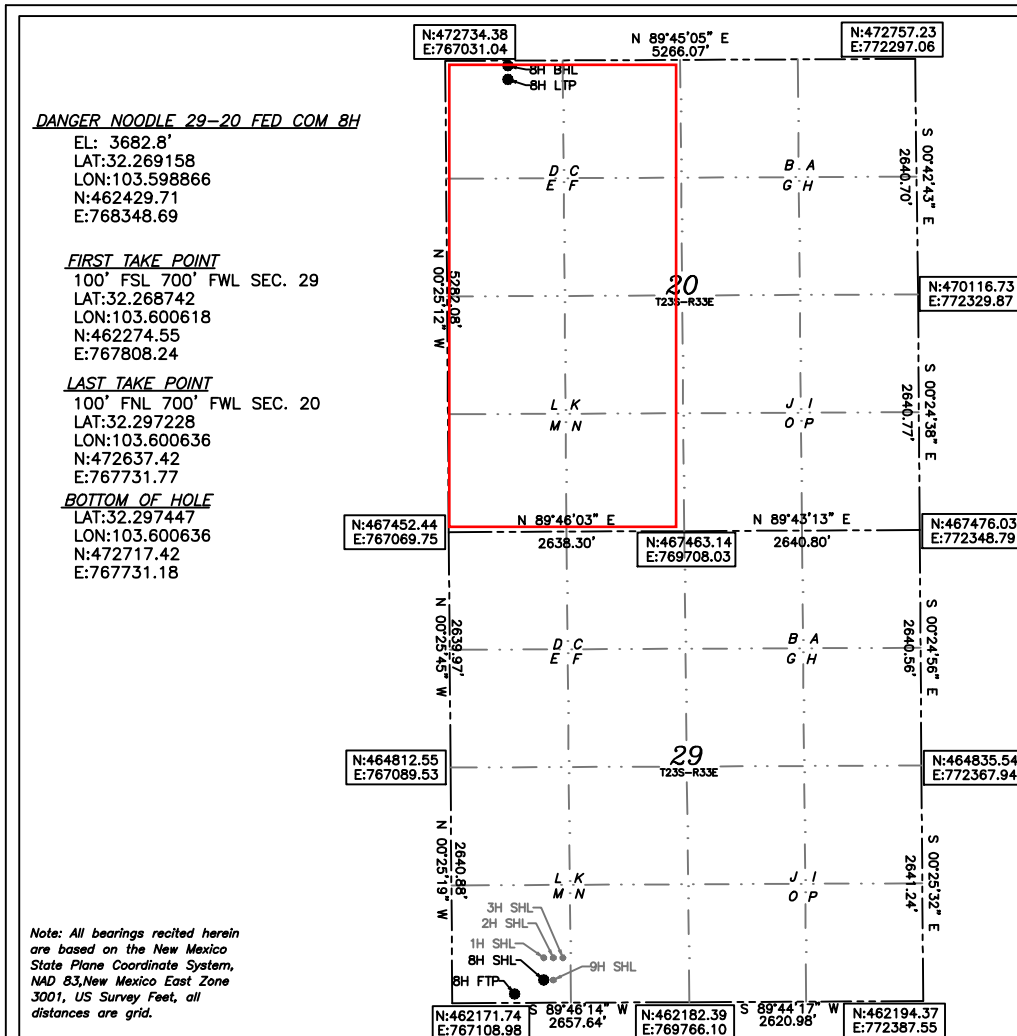 N:472734.38
E:767031.04
N 89°45'05" E
5266.07'
N:472757.23
E:772297.06
8H BHL
8H LTP
DANGER NOODLE 29-20 FED COM 8H
EL: 3682.8'
LAT:32.269158
LON:103.598866
N:462429.71
E:768348.69
FIRST TAKE POINT
100' FSL 700' FWL SEC. 29
LAT:32.268742
LON:103.600618
N:462274.55
E:767808.24
LAST TAKE POINT
100' FNL 700' FWL SEC. 20
LAT:32.297228
LON:103.600636
N:472637.42
E:767731.77
BOTTOM OF HOLE
LAT:32.297447
LON:103.600636
N:472717.42
E:767731.18
D C
E F
B A
G H
S 00°42'43" E
2640.70'
N 00°25'12" W
5282.08'
20
T23S-R33E
N:470116.73
E:772329.87
L K
M N
J I
O P
S 00°24'38" E
2640.77'
N:467452.44
E:767069.75
N 89°46'03" E
2638.30'
N:467463.14
E:769708.03
N 89°43'13" E
2640.80'
N:467476.03
E:772348.79
N 00°25'45" W
2639.97'
D C
E F
B A
G H
S 00°24'56" E
2640.56'
N:464812.55
E:767089.53
29
T23S-R33E
N:464835.54
E:772367.94
N 00°25'19" W
2640.88'
L K
M N
J I
O P
S 00°25'32" E
2641.24'
3H SHL
2H SHL
1H SHL
8H SHL
9H SHL
8H FTP
N:462171.74
E:767108.98
S 89°46'14" W
2657.64'
N:462182.39
E:769766.10
S 89°44'17" W
2620.98'
N:462194.37
E:772387.55
Note: All bearings recited herein
are based on the New Mexico
State Plane Coordinate System,
NAD 83,New Mexico East Zone
3001, US Survey Feet, all
distances are grid.